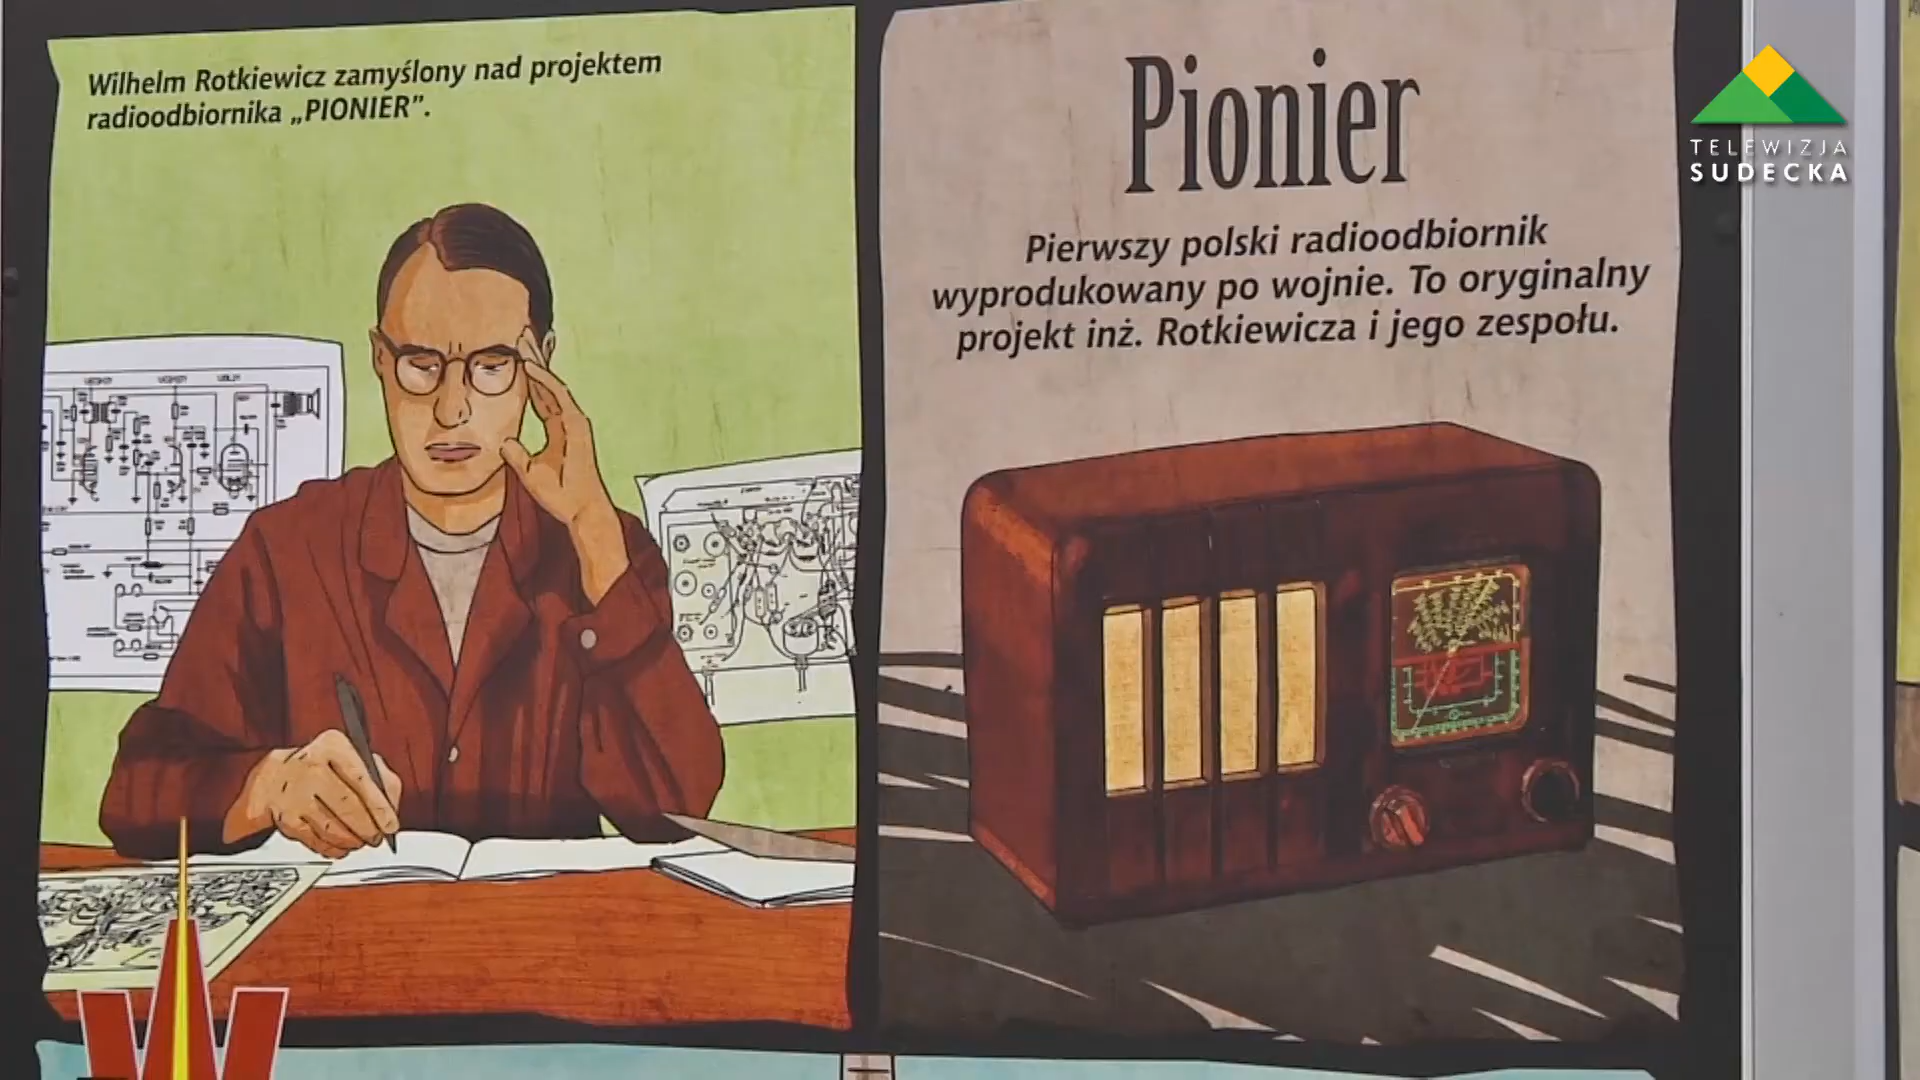 Wilhelm Rotkiewicz zamyślony nad projektem
radioodbiornika „PIONIER”.
Pionier
Pierwszy polski radioodbiornik
wyprodukowany po wojnie. To oryginalny
projekt inż. Rotkiewicza i jego zespołu.
TELEWIZJA
SUDECKA
W